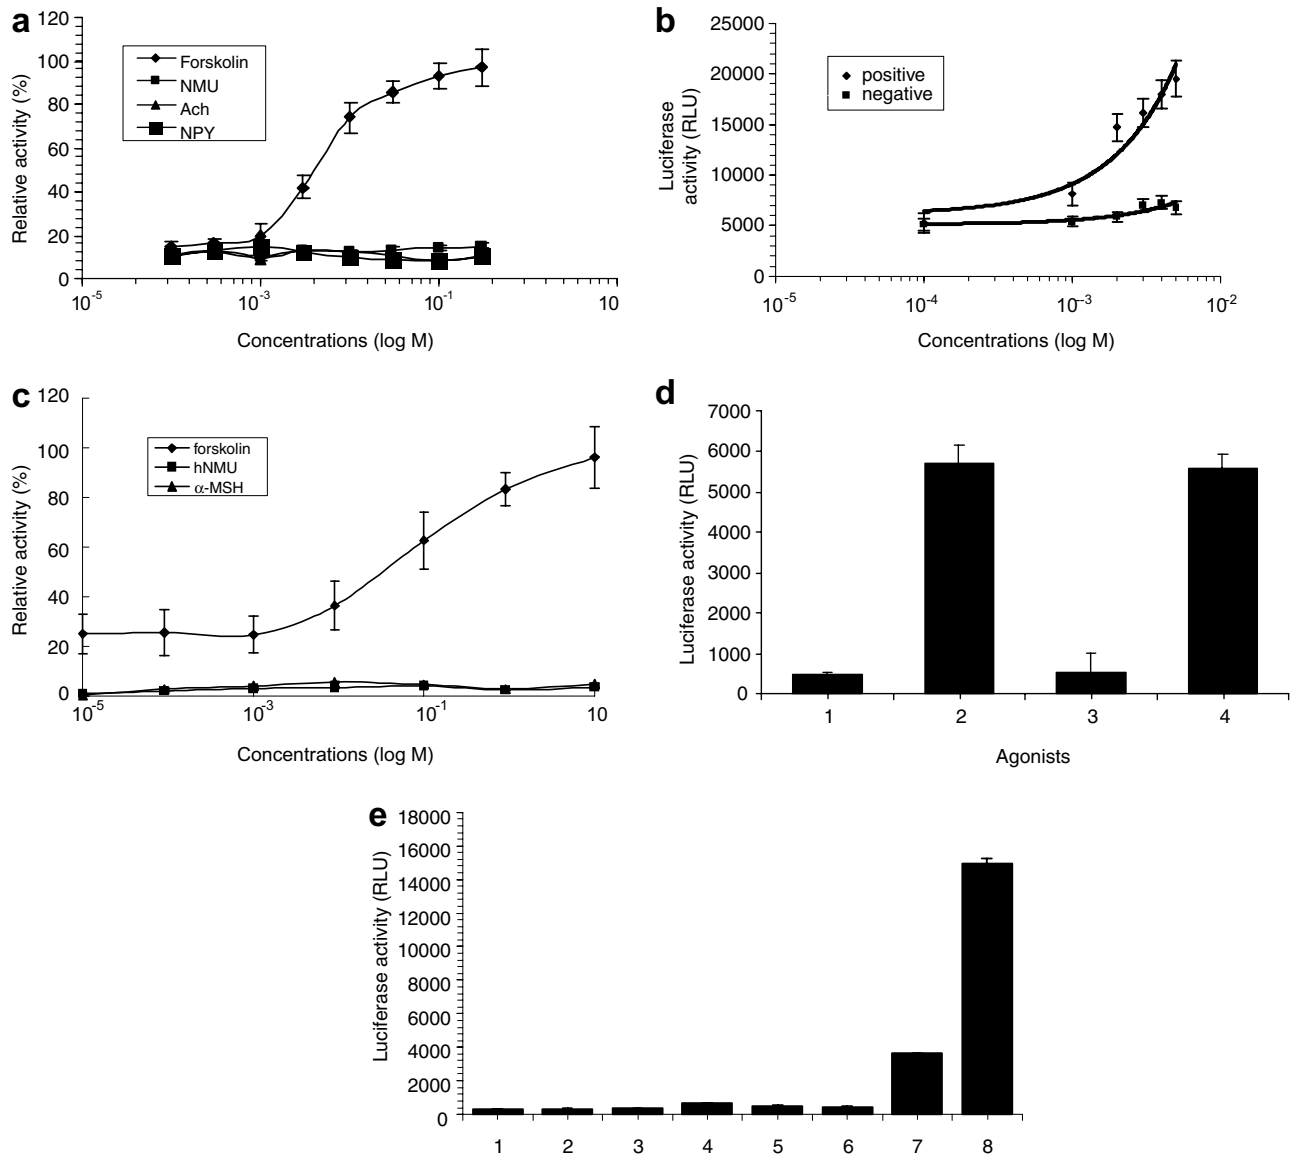 a
120
100
80
60
40
20
0
Relative activity (%)
Forskolin
NMU
Ach
NPY
10-5
10-3
10-1
10
Concentrations (log M)
b
25000
20000
15000
10000
5000
0
Luciferase
activity (RLU)
positive
negative
10-5
10-4
10-3
10-2
Concentrations (log M)
c
120
100
80
60
40
20
0
Relative activity (%)
forskolin
hNMU
α-MSH
10-5
10-3
10-1
10
Concentrations (log M)
d
7000
6000
5000
4000
3000
2000
1000
0
Luciferase activity (RLU)
1 2 3 4
Agonists
e
18000
16000
14000
12000
10000
8000
6000
4000
2000
0
Luciferase activity (RLU)
1 2 3 4 5 6 7 8